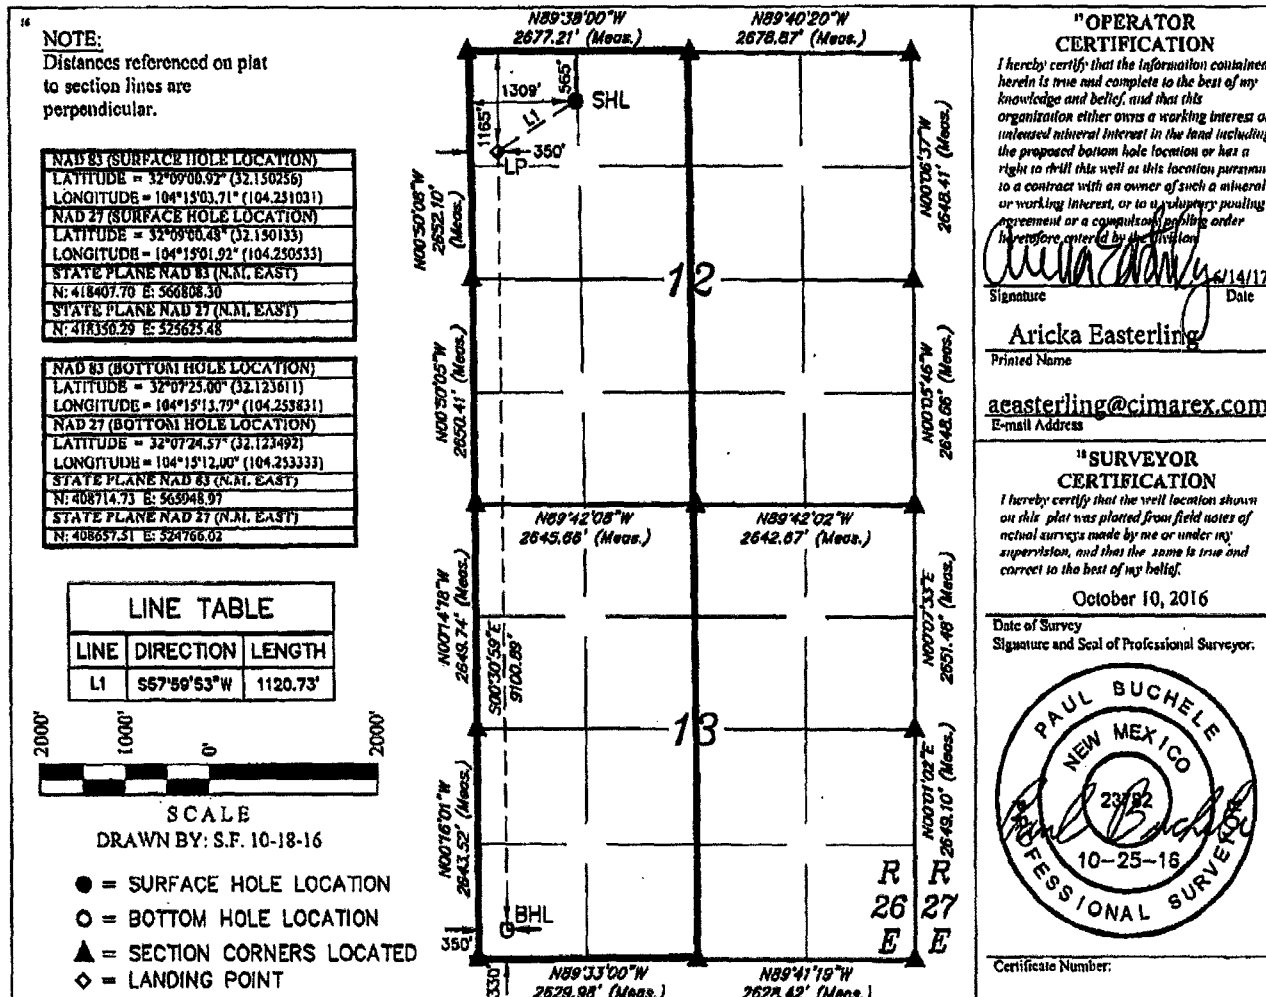 16
NOTE:
Distances referenced on plat
to section lines are
perpendicular.
NAD 83 (SURFACE HOLE LOCATION)
LATITUDE = 32°09'00.92" (32.150256)
LONGITUDE = 104°15'03.71" (104.251031)
NAD 27 (SURFACE HOLE LOCATION)
LATITUDE = 32°09'00.48" (32.150133)
LONGITUDE = 104°15'01.92" (104.250533)
STATE PLANE NAD 83 (N.M. EAST)
N: 418407.70 E: 566808.30
STATE PLANE NAD 27 (N.M. EAST)
N: 418350.29 E: 525625.48
NAD 83 (BOTTOM HOLE LOCATION)
LATITUDE = 32°07'25.00" (32.123611)
LONGITUDE = 104°15'13.79" (104.253831)
NAD 27 (BOTTOM HOLE LOCATION)
LATITUDE = 32°07'24.57" (32.123492)
LONGITUDE = 104°15'12.00" (104.253333)
STATE PLANE NAD 83 (N.M. EAST)
N: 408714.73 E: 565948.97
STATE PLANE NAD 27 (N.M. EAST)
N: 408657.51 E: 524766.02
LINE TABLE
LINE DIRECTION LENGTH
L1 S57°59'53"W 1120.73'
2000' 1000' 0' 2000'
SCALE
DRAWN BY: S.F. 10-18-16
= SURFACE HOLE LOCATION
= BOTTOM HOLE LOCATION
= SECTION CORNERS LOCATED
= LANDING POINT
N89°38'00"W
2677.21' (Meas.)
N89°40'20"W
2678.87' (Meas.)
565'
1309'
SHL
L1
1165'
350'
LP
N00°50'08"W
2652.10'
(Meas.)
N00°06'37"W
2648.41' (Meas.)
12
N00°50'05"W
2650.41' (Meas.)
N00°05'46"W
2648.66' (Meas.)
N89°42'08"W
2645.66' (Meas.)
N89°42'02"W
2642.67' (Meas.)
N00°14'18"W
2649.74' (Meas.)
S00°30'59"E
9100.89'
N00°07'33"E
2651.48' (Meas.)
13
N00°16'01"W
2643.52' (Meas.)
N00°01'02"E
2649.10' (Meas.)
R R
26 27
E E
BHL
350'
330'
N89°33'00"W
2629.98' (Meas.)
N89°41'19"W
2628.42' (Meas.)
17 OPERATOR
CERTIFICATION
I hereby certify that the information contained
herein is true and complete to the best of my
knowledge and belief, and that this
organization either owns a working interest or
unleased mineral interest in the land including
the proposed bottom hole location or has a
right to drill this well at this location pursuant
to a contract with an owner of such a mineral
or working interest, or to a voluntary pooling
agreement or a compulsory pooling order
heretofore entered by the division.
6/14/17
Signature Date
Aricka Easterling
Printed Name
aeasterling@cimarex.com
E-mail Address
18 SURVEYOR
CERTIFICATION
I hereby certify that the well location shown
on this plat was plotted from field notes of
actual surveys made by me or under my
supervision, and that the same is true and
correct to the best of my belief.
October 10, 2016
Date of Survey
Signature and Seal of Professional Surveyor:
PAUL BUCHELE
NEW MEXICO
10-25-16
PROFESSIONAL SURVEYOR
Paul Buchele
Certificate Number: